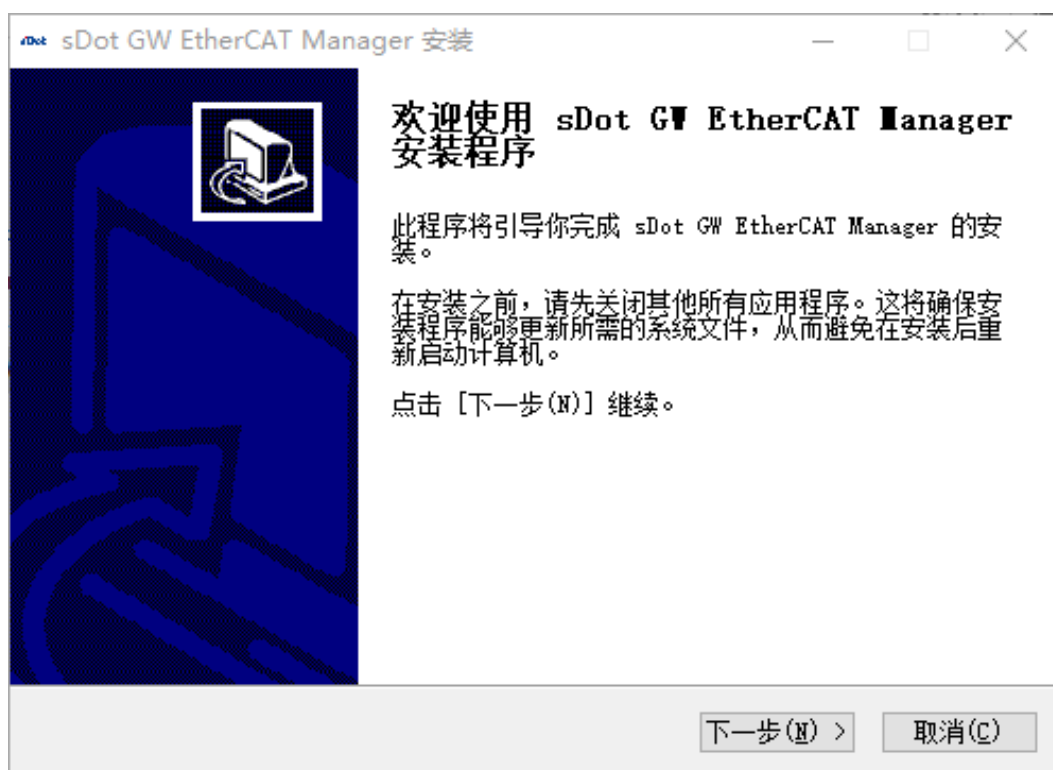 sDot sDot GW EtherCAT Manager 安装
欢迎使用 sDot GW EtherCAT Manager
安装程序
此程序将引导你完成 sDot GW EtherCAT Manager 的安
装。
在安装之前，请先关闭其他所有应用程序。这将确保安
装程序能够更新所需的系统文件，从而避免在安装后重
新启动计算机。
点击 [下一步(N)] 继续。
下一步(N) > 取消(C)